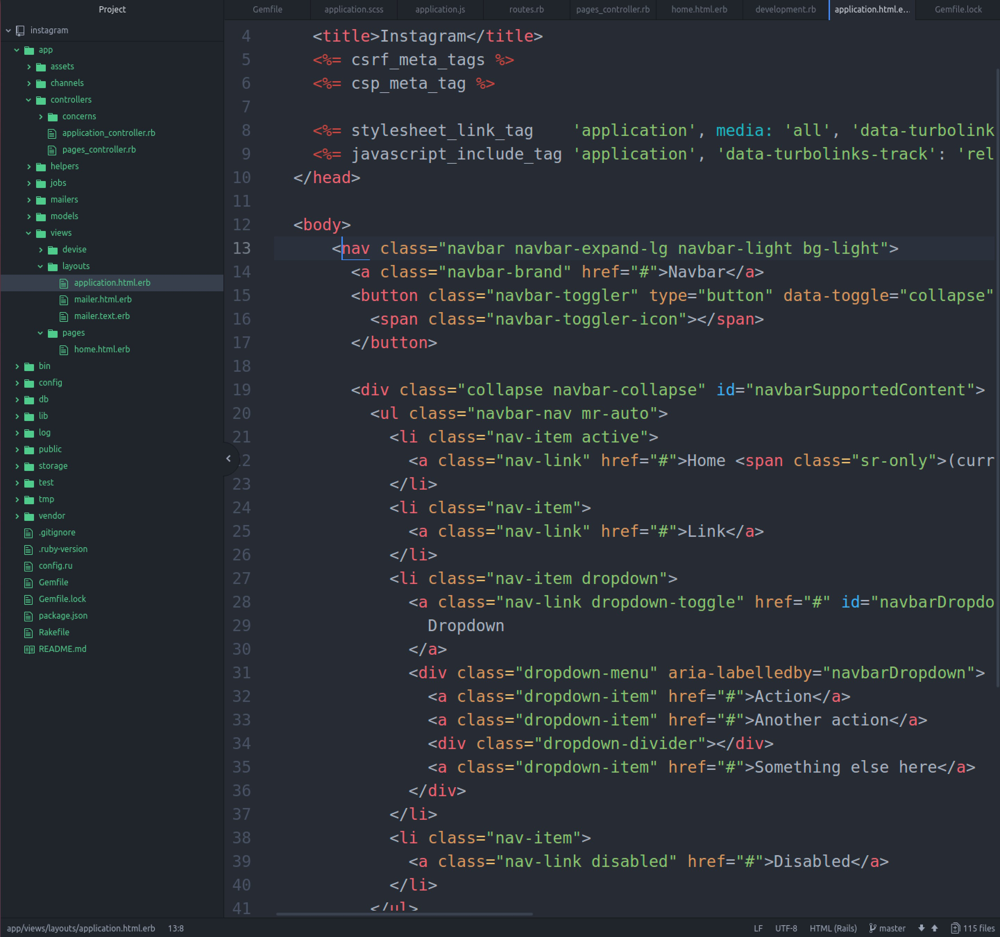 Project
instagram
app
assets
channels
controllers
concerns
application_controller.rb
pages_controller.rb
helpers
jobs
mailers
models
views
devise
layouts
application.html.erb
mailer.html.erb
mailer.text.erb
pages
home.html.erb
bin
config
db
lib
log
public
storage
test
tmp
vendor
.gitignore
.ruby-version
config.ru
Gemfile
Gemfile.lock
package.json
Rakefile
README.md
Gemfile application.scss application.js routes.rb pages_controller.rb home.html.erb development.rb application.html.e... Gemfile.lock
4 <title>Instagram</title>
5 <%= csrf_meta_tags %>
6 <%= csp_meta_tag %>
7
8 <%= stylesheet_link_tag    'application', media: 'all', 'data-turbolink
9 <%= javascript_include_tag 'application', 'data-turbolinks-track': 'rel
10 </head>
11
12 <body>
13 <nav class="navbar navbar-expand-lg navbar-light bg-light">
14 <a class="navbar-brand" href="#">Navbar</a>
15 <button class="navbar-toggler" type="button" data-toggle="collapse"
16 <span class="navbar-toggler-icon"></span>
17 </button>
18
19 <div class="collapse navbar-collapse" id="navbarSupportedContent">
20 <ul class="navbar-nav mr-auto">
21 <li class="nav-item active">
2 <a class="nav-link" href="#">Home <span class="sr-only">(curr
23 </li>
24 <li class="nav-item">
25 <a class="nav-link" href="#">Link</a>
26 </li>
27 <li class="nav-item dropdown">
28 <a class="nav-link dropdown-toggle" href="#" id="navbarDropdo
29 Dropdown
30 </a>
31 <div class="dropdown-menu" aria-labelledby="navbarDropdown">
32 <a class="dropdown-item" href="#">Action</a>
33 <a class="dropdown-item" href="#">Another action</a>
34 <div class="dropdown-divider"></div>
35 <a class="dropdown-item" href="#">Something else here</a>
36 </div>
37 </li>
38 <li class="nav-item">
39 <a class="nav-link disabled" href="#">Disabled</a>
40 </li>
41 </ul>
app/views/layouts/application.html.erb 13:8 LF UTF-8 HTML (Rails) master 115 files